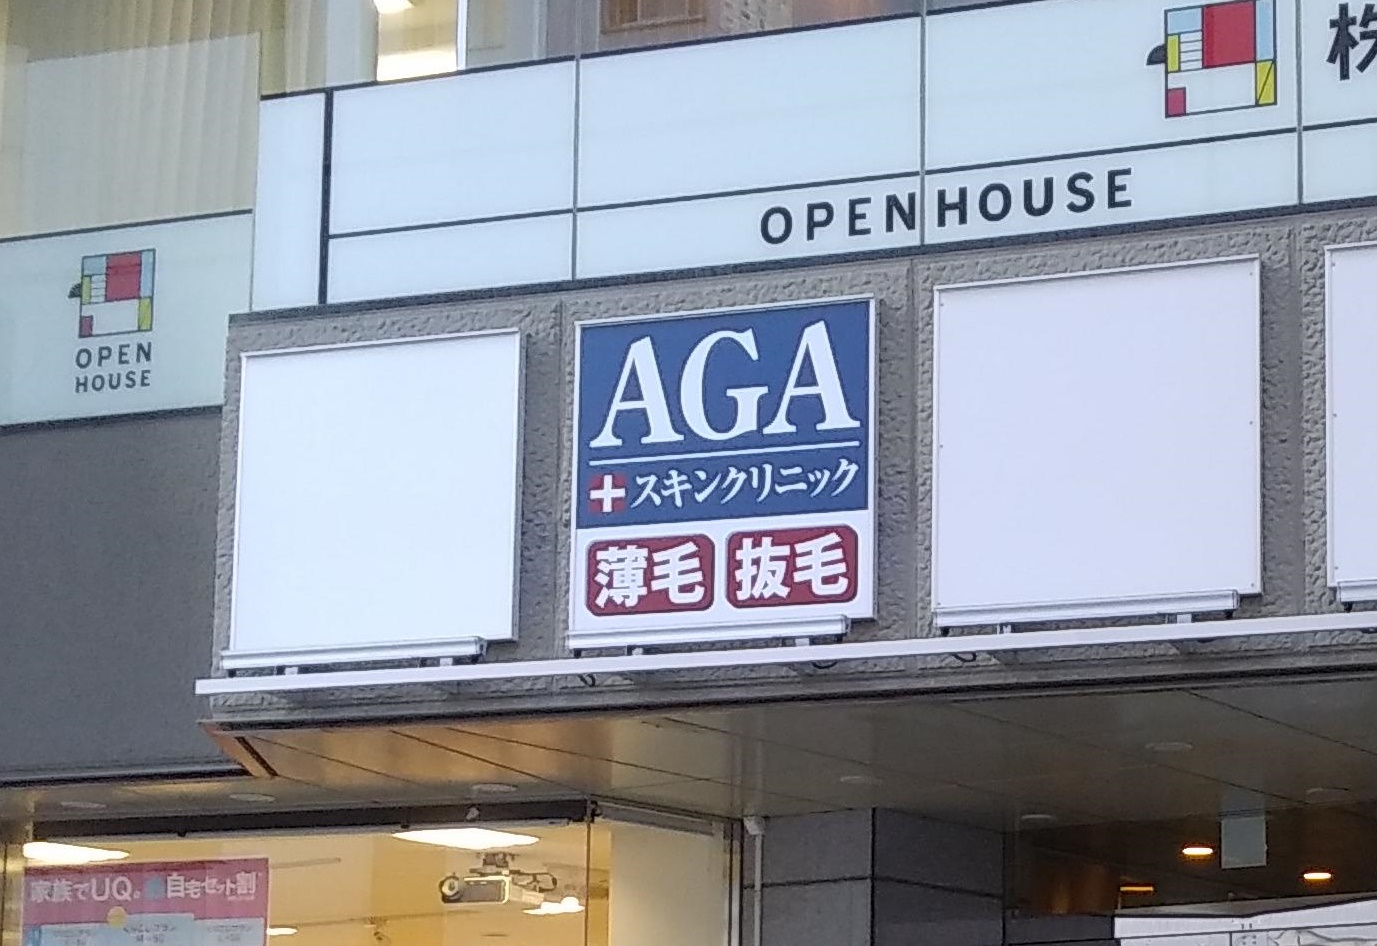 株
OPEN HOUSE
OPEN
HOUSE
AGA
スキンクリニック
薄毛 抜毛
家族でUQ。自宅セット割